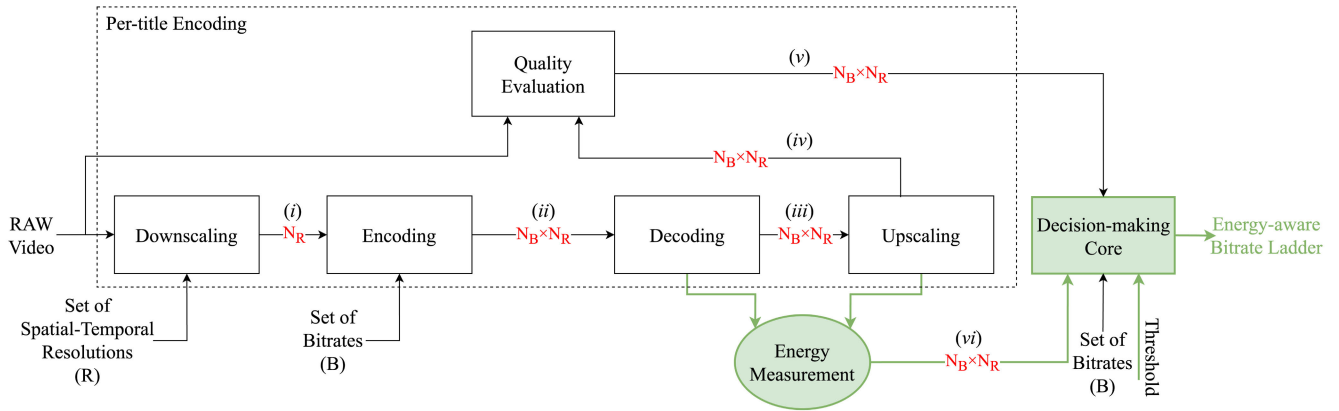 Per-title Encoding
Quality
Evaluation
(v)
N_B×N_R
(iv)
N_B×N_R
RAW
Video
Downscaling
(i)
N_R
Encoding
(ii)
N_B×N_R
Decoding
(iii)
N_B×N_R
Upscaling
Decision-making
Core
Energy-aware
Bitrate Ladder
Set of
Spatial-Temporal
Resolutions
(R)
Set of
Bitrates
(B)
Energy
Measurement
(vi)
N_B×N_R
Set of
Bitrates
(B)
Threshold